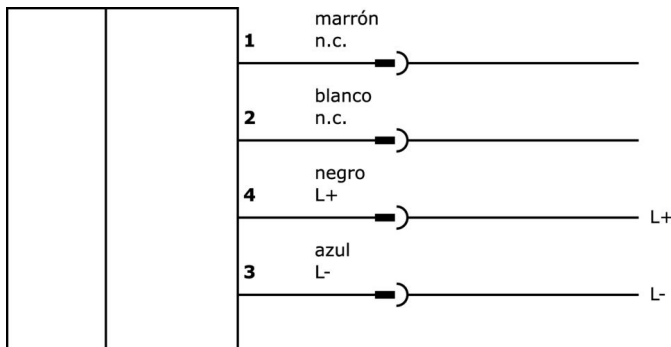 marrón
1 n.c.
blanco
2 n.c.
negro
4 L+
L+
azul
3 L-
L-